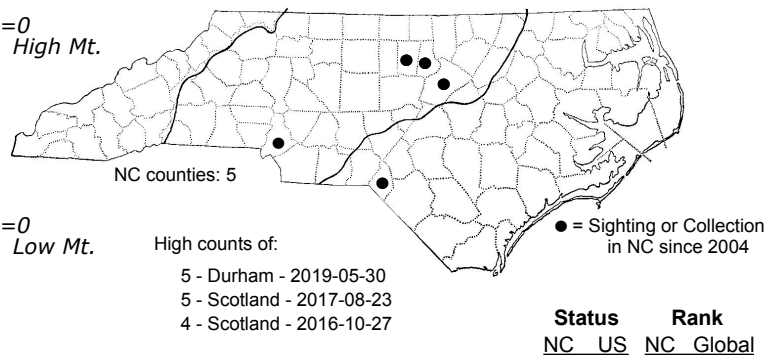 =0
High Mt.
NC counties: 5
=0
Low Mt.
High counts of:
5 - Durham - 2019-05-30
5 - Scotland - 2017-08-23
4 - Scotland - 2016-10-27
● = Sighting or Collection
in NC since 2004
Status Rank
NC US NC Global